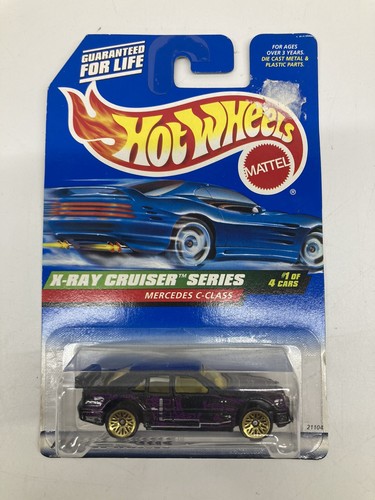 GUARANTEED
FOR LIFE
FOR AGES
OVER 3 YEARS.
DIE CAST METAL &
PLASTIC PARTS.
HOT WHEELS
MATTEL
®
X-RAY CRUISER™ SERIES
#1 OF
4 CARS
MERCEDES C-CLASS
21104